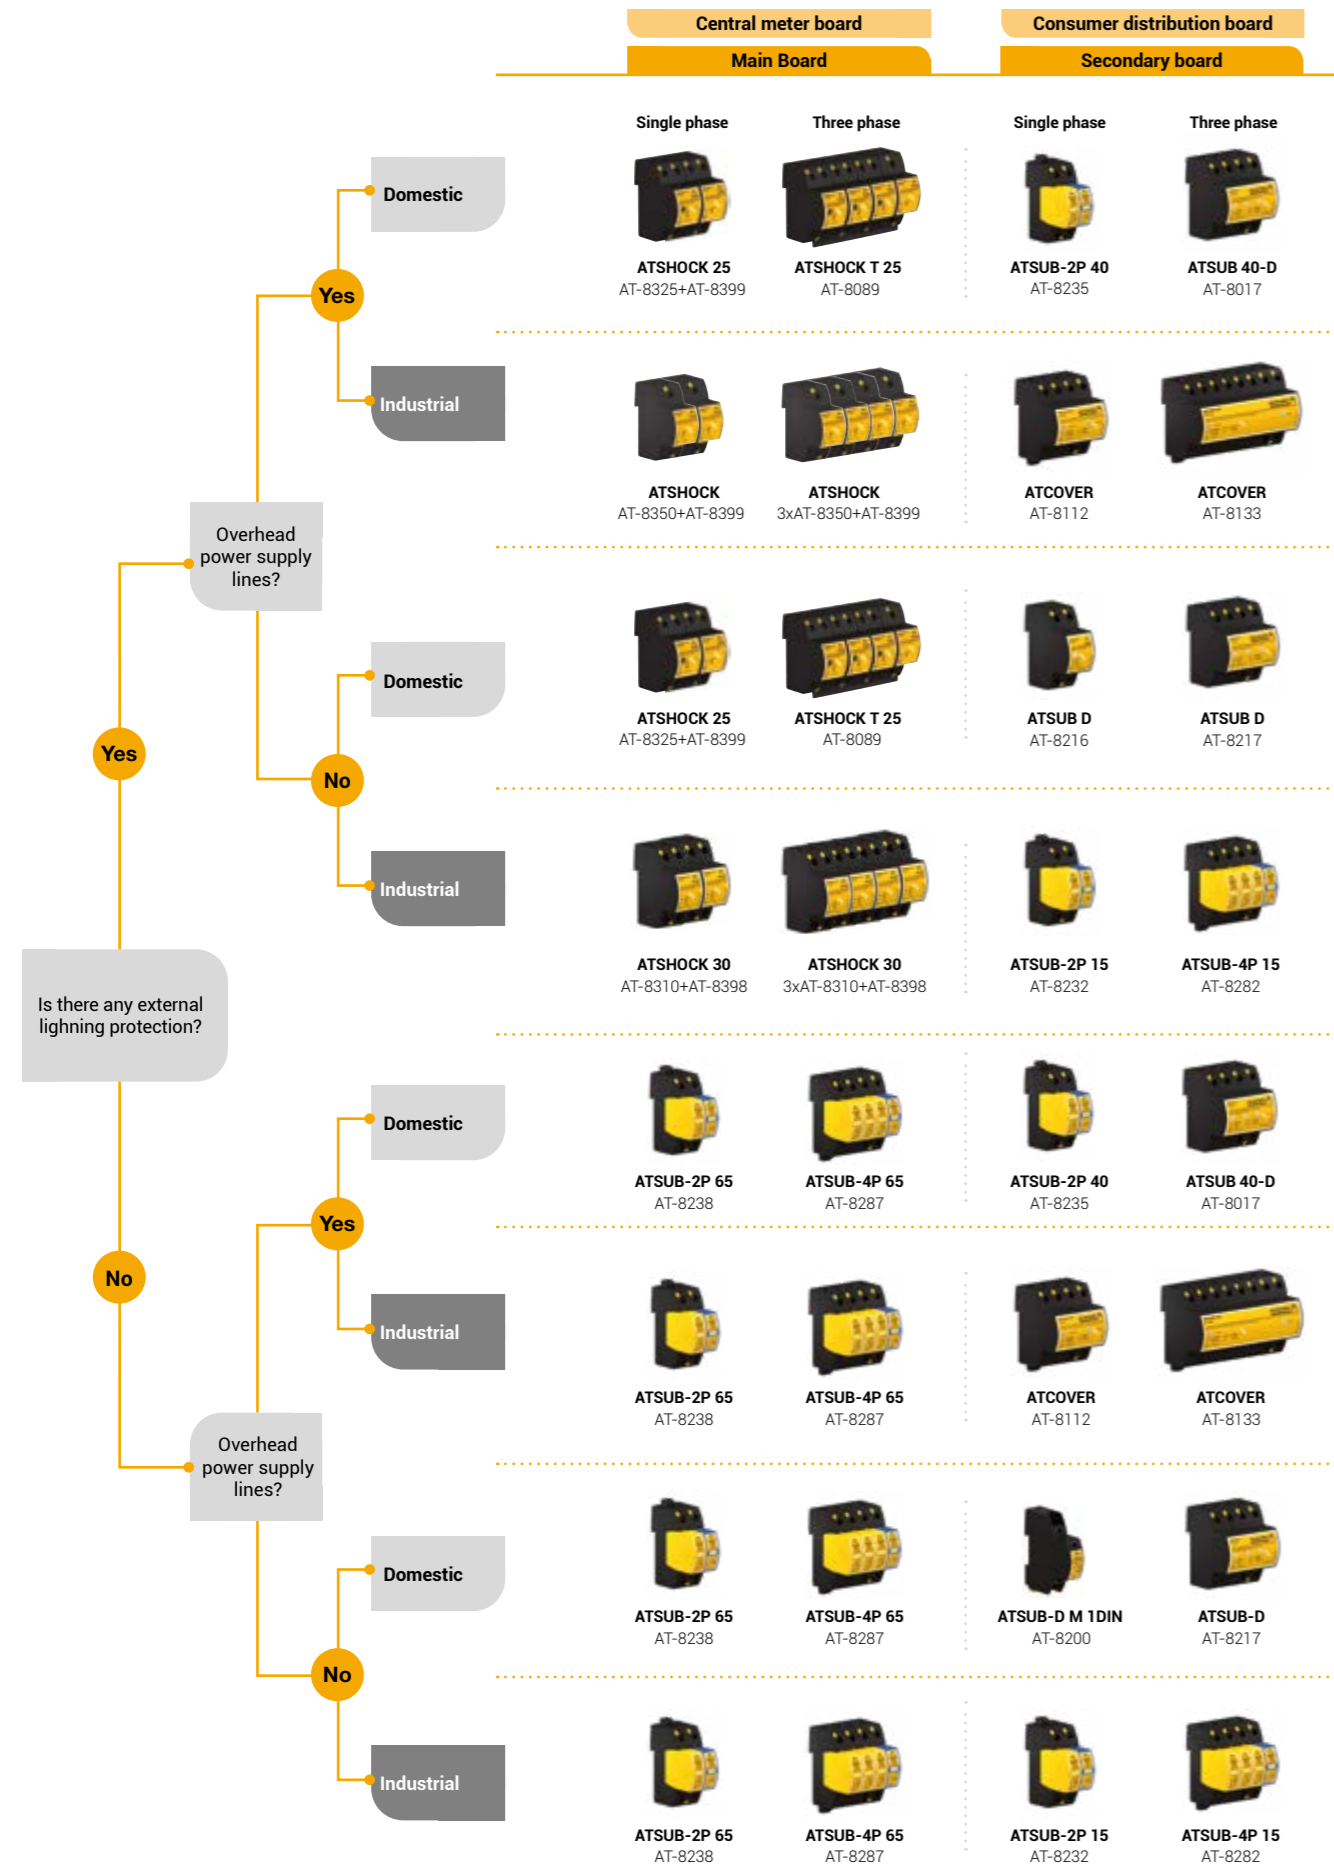 Central meter board
Consumer distribution board
Main Board
Secondary board
Single phase
Three phase
Single phase
Three phase
Domestic
ATSHOCK 25
AT-8325+AT-8399
ATSHOCK T 25
AT-8089
ATSUB-2P 40
AT-8235
ATSUB 40-D
AT-8017
Yes
Industrial
ATSHOCK
AT-8350+AT-8399
ATSHOCK
3xAT-8350+AT-8399
ATCOVER
AT-8112
ATCOVER
AT-8133
Overhead
power supply
lines?
Domestic
ATSHOCK 25
AT-8325+AT-8399
ATSHOCK T 25
AT-8089
ATSUB D
AT-8216
ATSUB D
AT-8217
Yes
No
Industrial
ATSHOCK 30
AT-8310+AT-8398
ATSHOCK 30
3xAT-8310+AT-8398
ATSUB-2P 15
AT-8232
ATSUB-4P 15
AT-8282
Is there any external
lighning protection?
Domestic
ATSUB-2P 65
AT-8238
ATSUB-4P 65
AT-8287
ATSUB-2P 40
AT-8235
ATSUB 40-D
AT-8017
Yes
No
Industrial
ATSUB-2P 65
AT-8238
ATSUB-4P 65
AT-8287
ATCOVER
AT-8112
ATCOVER
AT-8133
Overhead
power supply
lines?
Domestic
ATSUB-2P 65
AT-8238
ATSUB-4P 65
AT-8287
ATSUB-D M 1DIN
AT-8200
ATSUB-D
AT-8217
No
Industrial
ATSUB-2P 65
AT-8238
ATSUB-4P 65
AT-8287
ATSUB-2P 15
AT-8232
ATSUB-4P 15
AT-8282